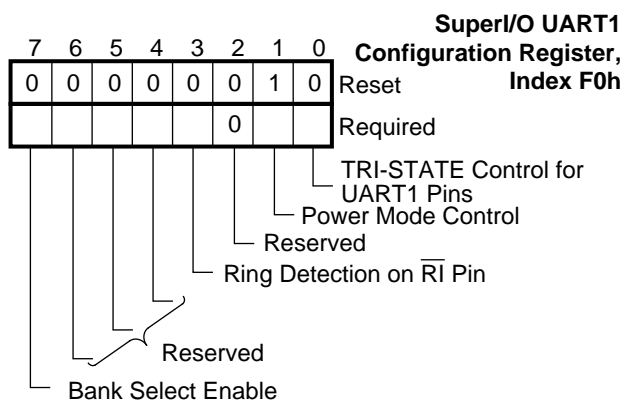 SuperI/O UART1
Configuration Register,
Index F0h
7 6 5 4 3 2 1 0
0 0 0 0 0 0 1 0 Reset
0 Required
TRI-STATE Control for
UART1 Pins
Power Mode Control
Reserved
Ring Detection on R̅I̅ Pin
Reserved
Bank Select Enable